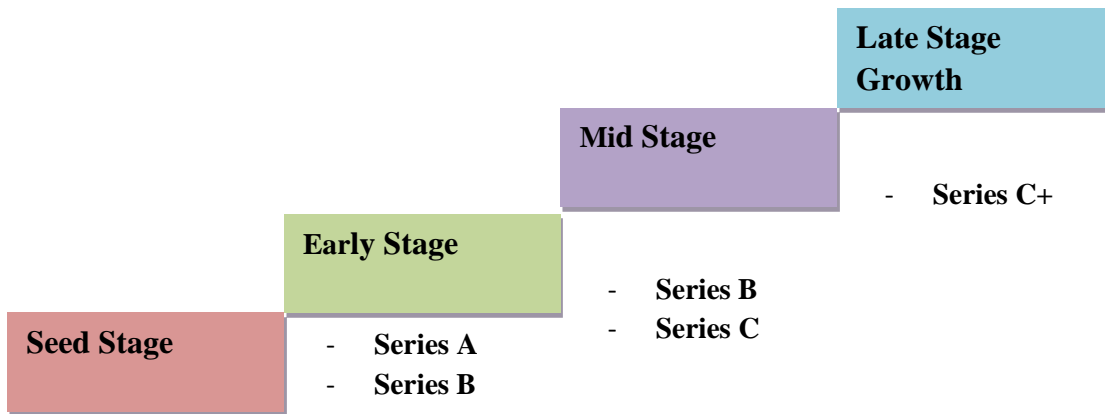 Seed Stage
Early Stage
- Series A
- Series B
Mid Stage
- Series B
- Series C
Late Stage
Growth
- Series C+